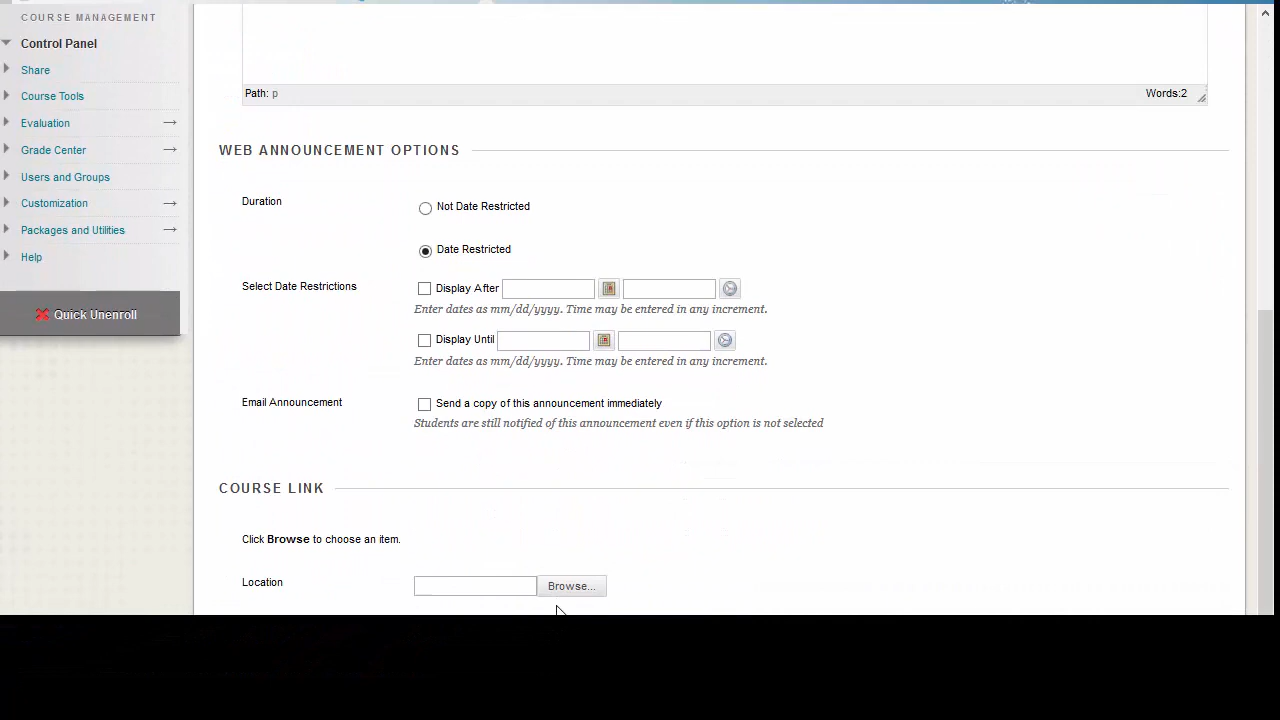 COURSE MANAGEMENT
Control Panel
Share
Course Tools
Evaluation
Grade Center
Users and Groups
Customization
Packages and Utilities
Help
Quick Unenroll
Path: p
Words:2
WEB ANNOUNCEMENT OPTIONS
Duration
Not Date Restricted
Date Restricted
Select Date Restrictions
Display After
Enter dates as mm/dd/yyyy. Time may be entered in any increment.
Display Until
Enter dates as mm/dd/yyyy. Time may be entered in any increment.
Email Announcement
Send a copy of this announcement immediately
Students are still notified of this announcement even if this option is not selected
COURSE LINK
Click Browse to choose an item.
Location
Browse...